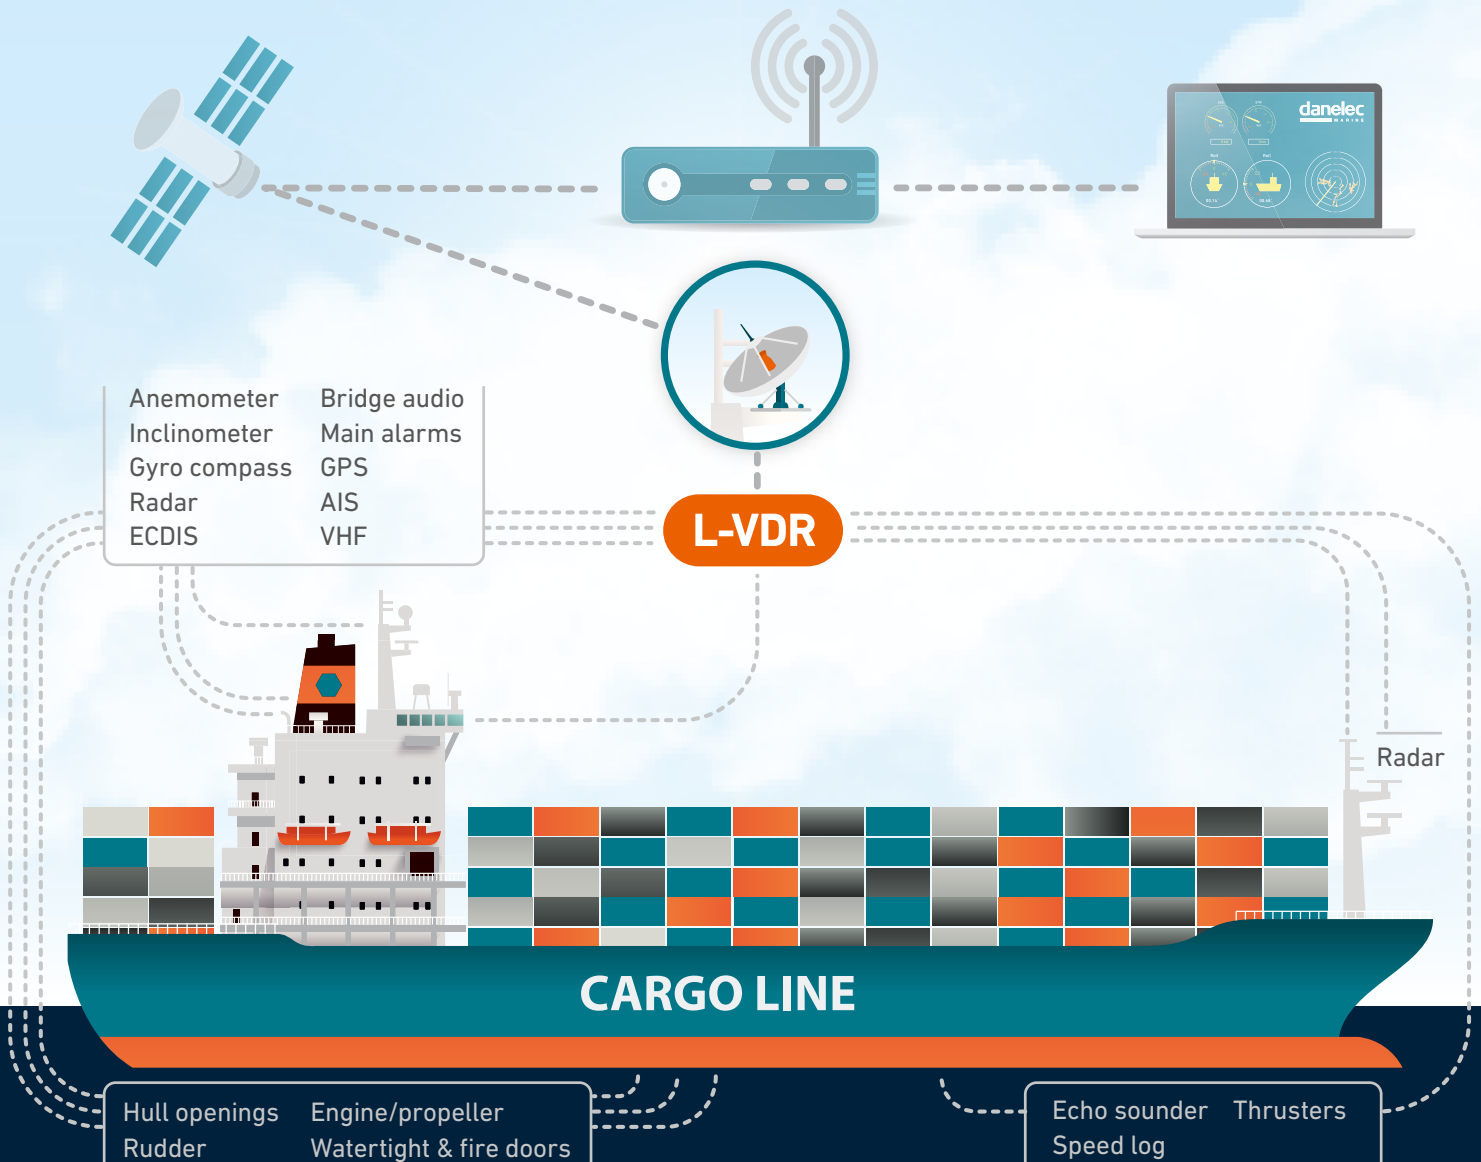 danelec
MARINE
Anemometer Bridge audio
Inclinometer Main alarms
Gyro compass GPS
Radar AIS
ECDIS VHF
L-VDR
Radar
CARGO LINE
Hull openings Engine/propeller
Rudder Watertight & fire doors
Echo sounder Thrusters
Speed log